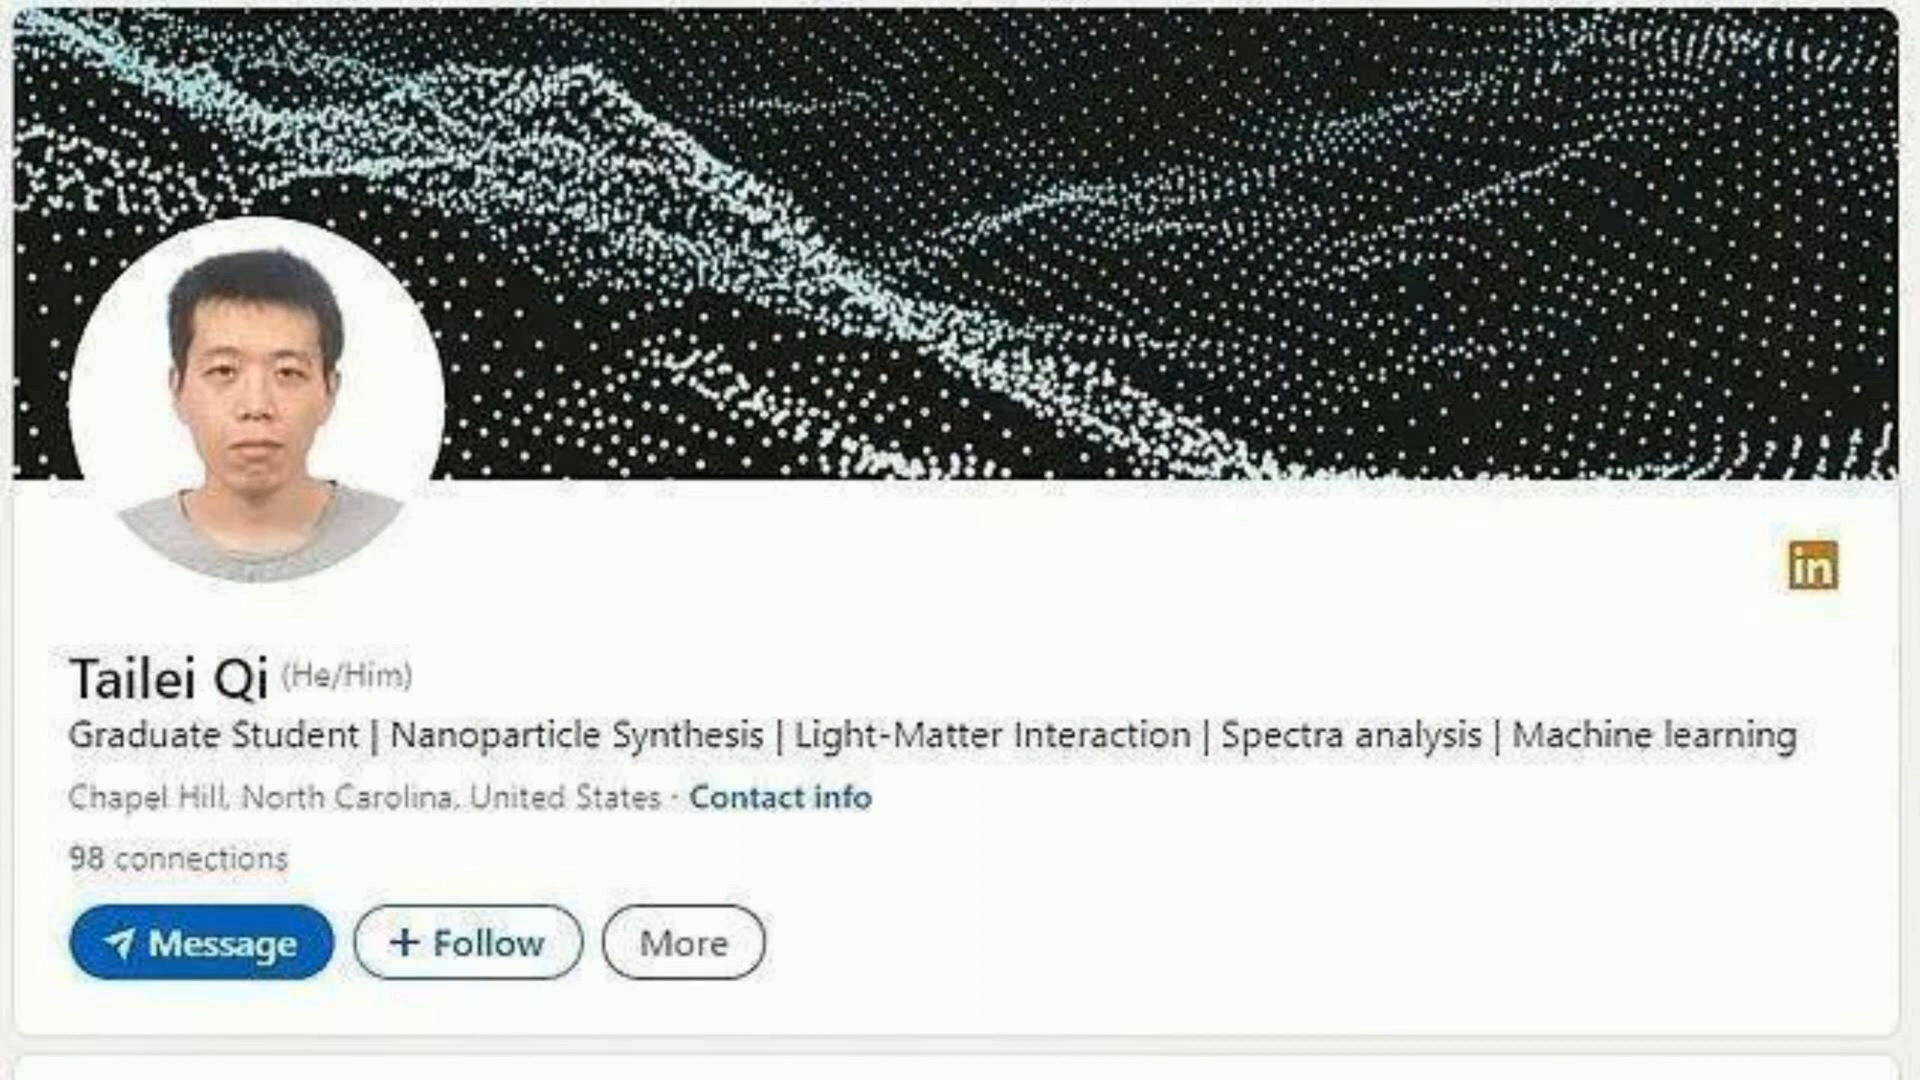 in
Tailei Qi (He/Him)
Graduate Student | Nanoparticle Synthesis | Light-Matter Interaction | Spectra analysis | Machine learning
Chapel Hill, North Carolina, United States · Contact info
98 connections
Message + Follow More